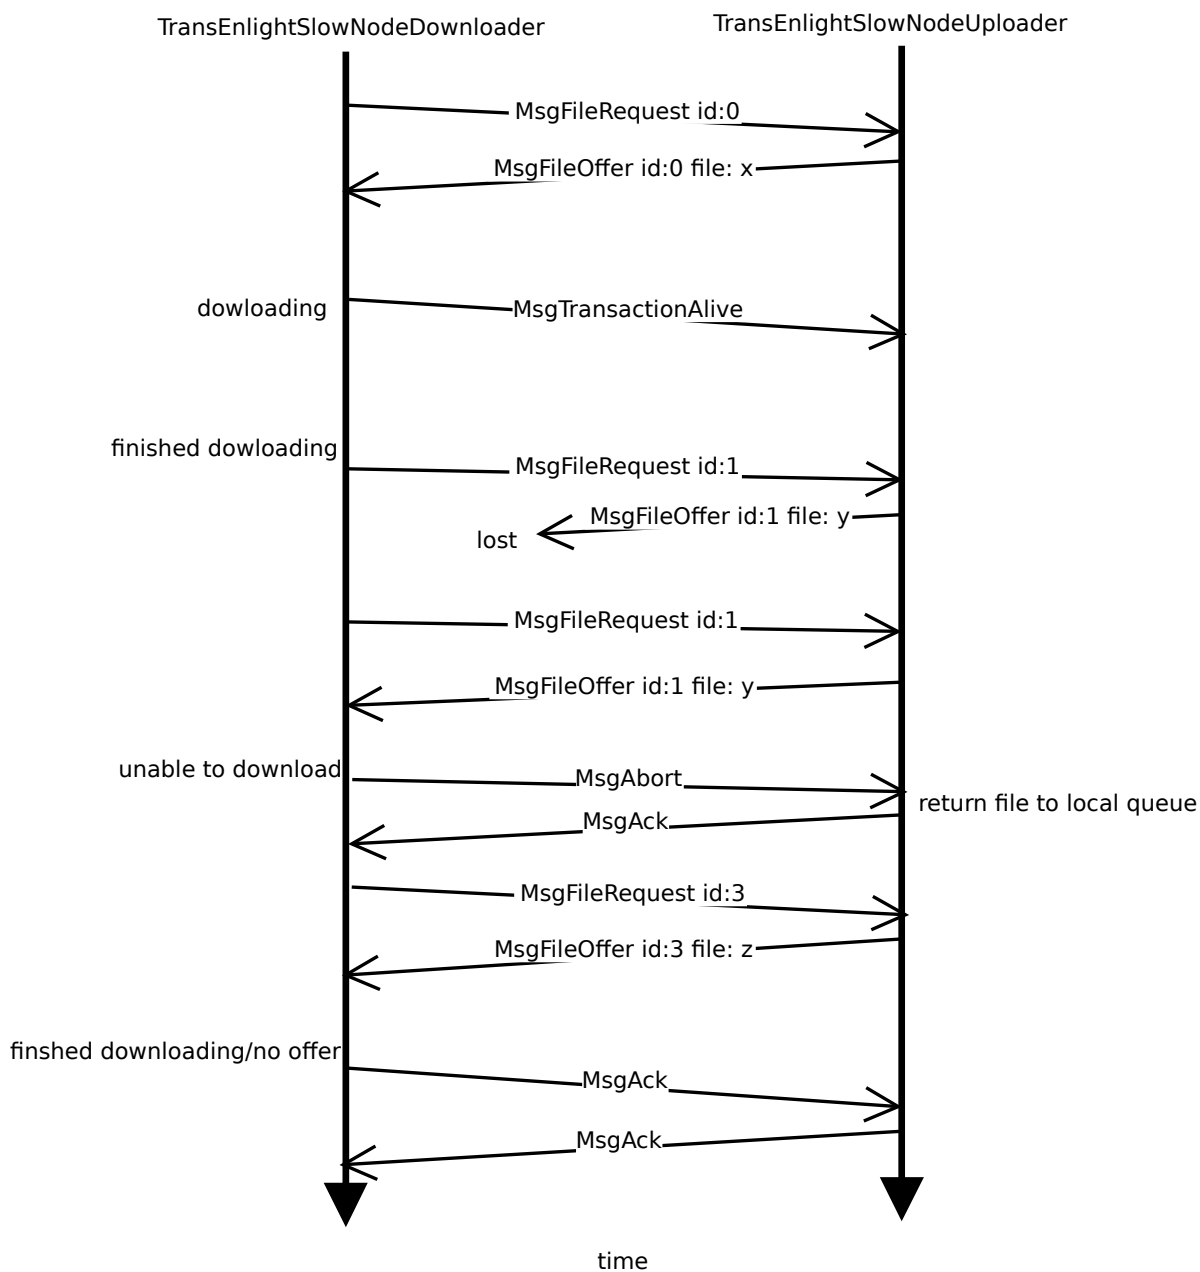 TransEnlightSlowNodeDownloader
TransEnlightSlowNodeUploader
MsgFileRequest id:0
MsgFileOffer id:0 file: x
dowloading
MsgTransactionAlive
finished dowloading
MsgFileRequest id:1
MsgFileOffer id:1 file: y
lost
MsgFileRequest id:1
MsgFileOffer id:1 file: y
unable to download
MsgAbort
return file to local queue
MsgAck
MsgFileRequest id:3
MsgFileOffer id:3 file: z
finshed downloading/no offer
MsgAck
MsgAck
time